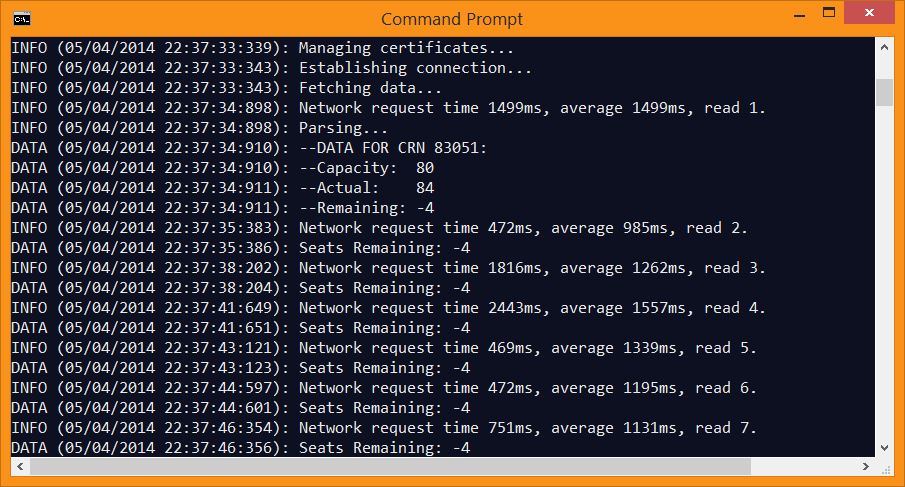 Command Prompt
INFO (05/04/2014 22:37:33:339): Managing certificates...
INFO (05/04/2014 22:37:33:343): Establishing connection...
INFO (05/04/2014 22:37:33:343): Fetching data...
INFO (05/04/2014 22:37:34:898): Network request time 1499ms, average 1499ms, read 1.
INFO (05/04/2014 22:37:34:898): Parsing...
DATA (05/04/2014 22:37:34:910): --DATA FOR CRN 83051:
DATA (05/04/2014 22:37:34:910): --Capacity:  80
DATA (05/04/2014 22:37:34:911): --Actual:    84
DATA (05/04/2014 22:37:34:911): --Remaining: -4
INFO (05/04/2014 22:37:35:383): Network request time 472ms, average 985ms, read 2.
DATA (05/04/2014 22:37:35:386): Seats Remaining: -4
INFO (05/04/2014 22:37:38:202): Network request time 1816ms, average 1262ms, read 3.
DATA (05/04/2014 22:37:38:204): Seats Remaining: -4
INFO (05/04/2014 22:37:41:649): Network request time 2443ms, average 1557ms, read 4.
DATA (05/04/2014 22:37:41:651): Seats Remaining: -4
INFO (05/04/2014 22:37:43:121): Network request time 469ms, average 1339ms, read 5.
DATA (05/04/2014 22:37:43:123): Seats Remaining: -4
INFO (05/04/2014 22:37:44:597): Network request time 472ms, average 1195ms, read 6.
DATA (05/04/2014 22:37:44:601): Seats Remaining: -4
INFO (05/04/2014 22:37:46:354): Network request time 751ms, average 1131ms, read 7.
DATA (05/04/2014 22:37:46:356): Seats Remaining: -4